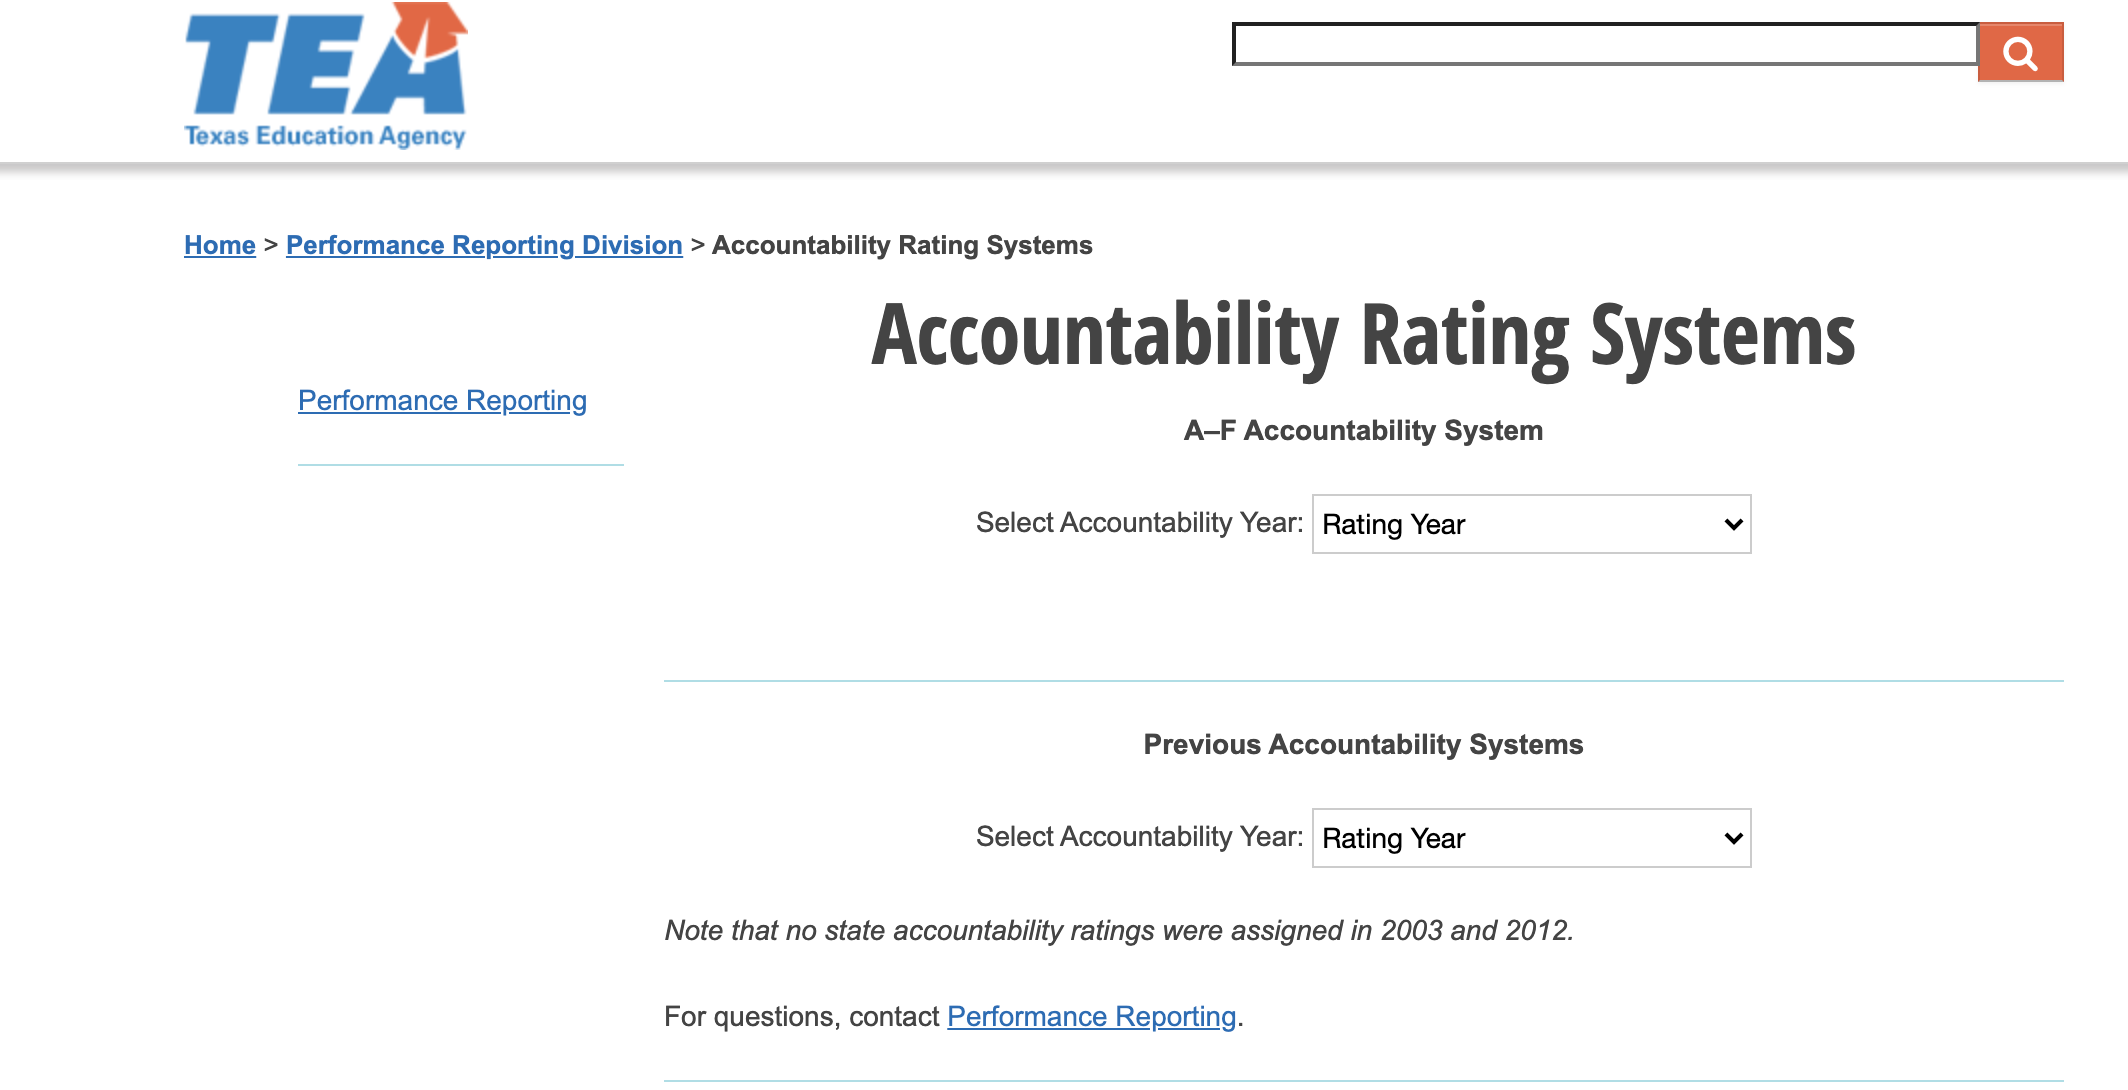 TEA
Texas Education Agency
Home > Performance Reporting Division > Accountability Rating Systems
Performance Reporting
Accountability Rating Systems
A–F Accountability System
Select Accountability Year: Rating Year
Previous Accountability Systems
Select Accountability Year: Rating Year
Note that no state accountability ratings were assigned in 2003 and 2012.
For questions, contact Performance Reporting.